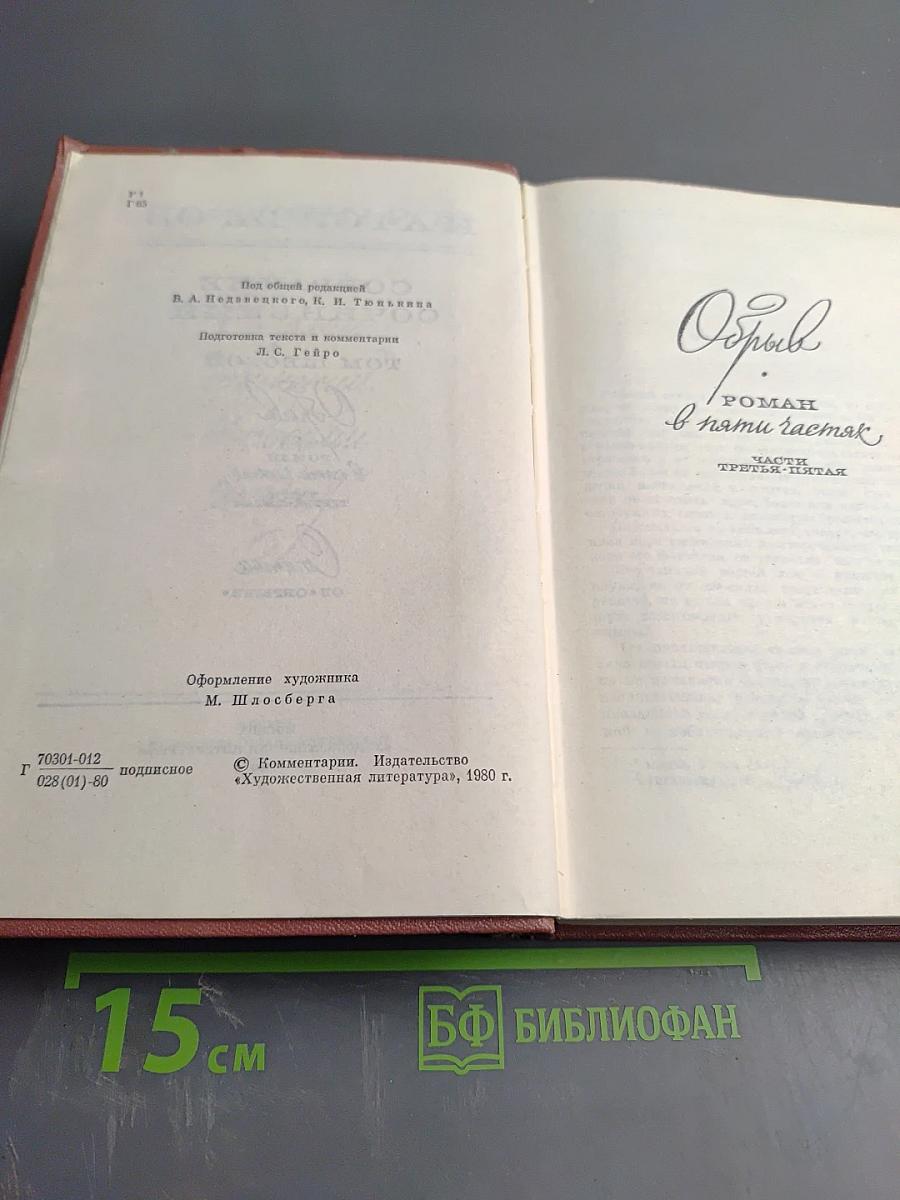 Р1
Г65
Под общей редакцией
В. А. Недзвецкого, К. И. Тюнькина
Подготовка текста и комментарии
Л. С. Гейро
Оформление художника
М. Шлосберга
Г 70301-012
028(01)-80 подписное
© Комментарии. Издательство
«Художественная литература», 1980 г.
Обрыв
РОМАН
в пяти частях
ЧАСТИ
ТРЕТЬЯ-ПЯТАЯ
15 см
БФ БИБЛИОФАН